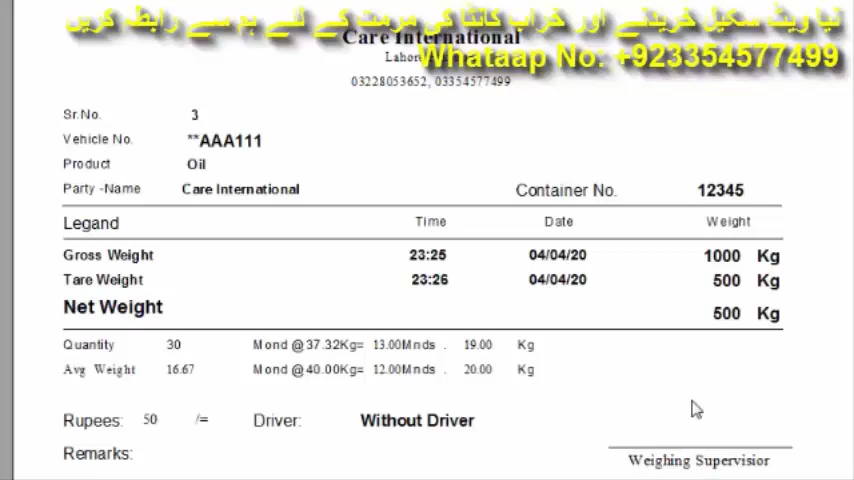 نیا ویٹ سکیل خریدنے اور خراب کانٹا کی مرمت کے لئے ہم سے رابطہ کریں
Care International
Whataap No: +923354577499
Lahore
03228053652, 03354577499
Sr.No. 3
Vehicle No. **AAA111
Product Oil
Party -Name Care International Container No. 12345
Legand Time Date Weight
Gross Weight 23:25 04/04/20 1000 Kg
Tare Weight 23:26 04/04/20 500 Kg
Net Weight 500 Kg
Quantity 30 Mond @37.32Kg= 13.00Mnds . 19.00 Kg
Avg Weight 16.67 Mond @40.00Kg= 12.00Mnds . 20.00 Kg
Rupees: 50 /= Driver: Without Driver
Remarks:
Weighing Supervisior